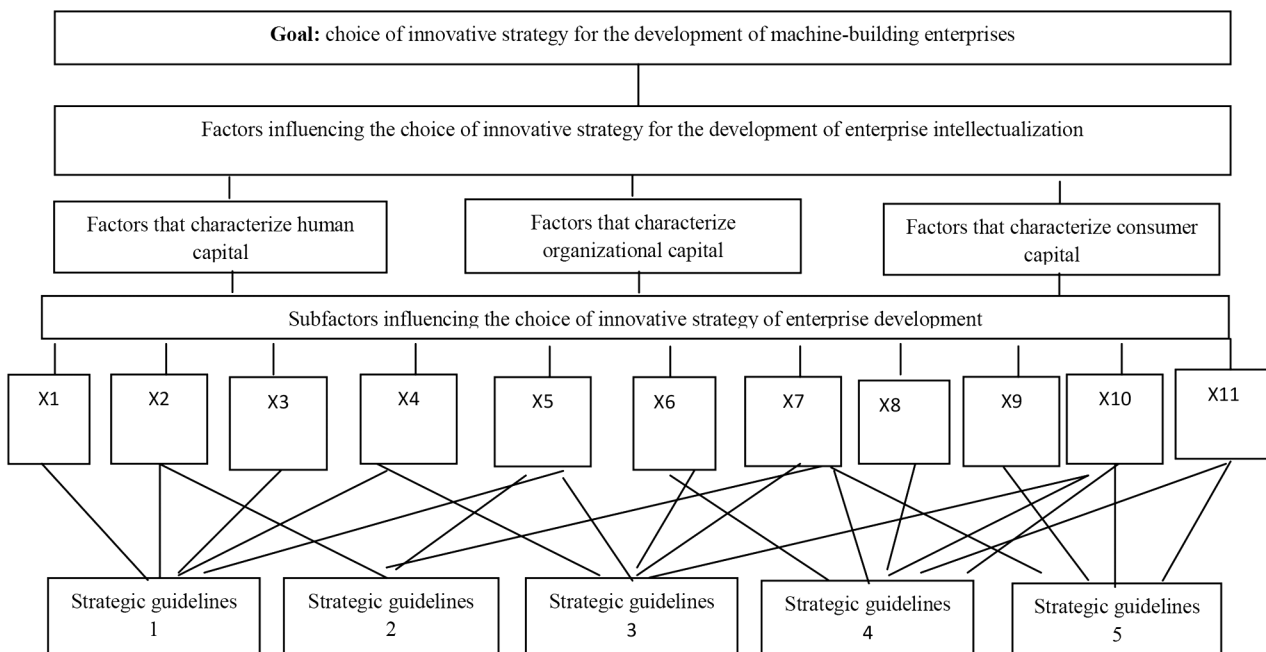 Goal: choice of innovative strategy for the development of machine-building enterprises
Factors influencing the choice of innovative strategy for the development of enterprise intellectualization
Factors that characterize human
capital
Factors that characterize
organizational capital
Factors that characterize consumer
capital
Subfactors influencing the choice of innovative strategy of enterprise development
X1
X2
X3
X4
X5
X6
X7
X8
X9
X10
X11
Strategic guidelines
1
Strategic guidelines
2
Strategic guidelines
3
Strategic guidelines
4
Strategic guidelines
5